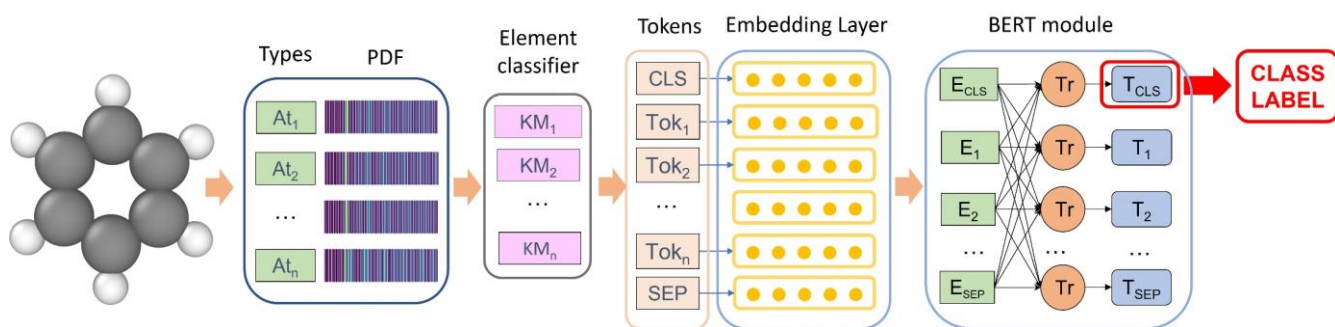 Types
PDF
At1
At2
...
Atn
Element
classifier
KM1
KM2
...
KMn
Tokens
CLS
Tok1
Tok2
...
Tokn
SEP
Embedding Layer
BERT module
ECLS
E1
E2
...
ESEP
Tr
Tr
Tr
...
Tr
TCLS
T1
T2
...
TSEP
CLASS
LABEL